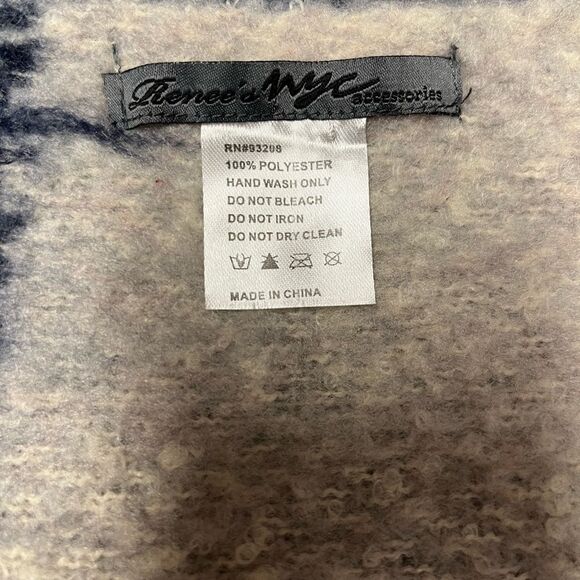 Renee's NYC accessories
RN#93298
100% POLYESTER
HAND WASH ONLY
DO NOT BLEACH
DO NOT IRON
DO NOT DRY CLEAN
MADE IN CHINA